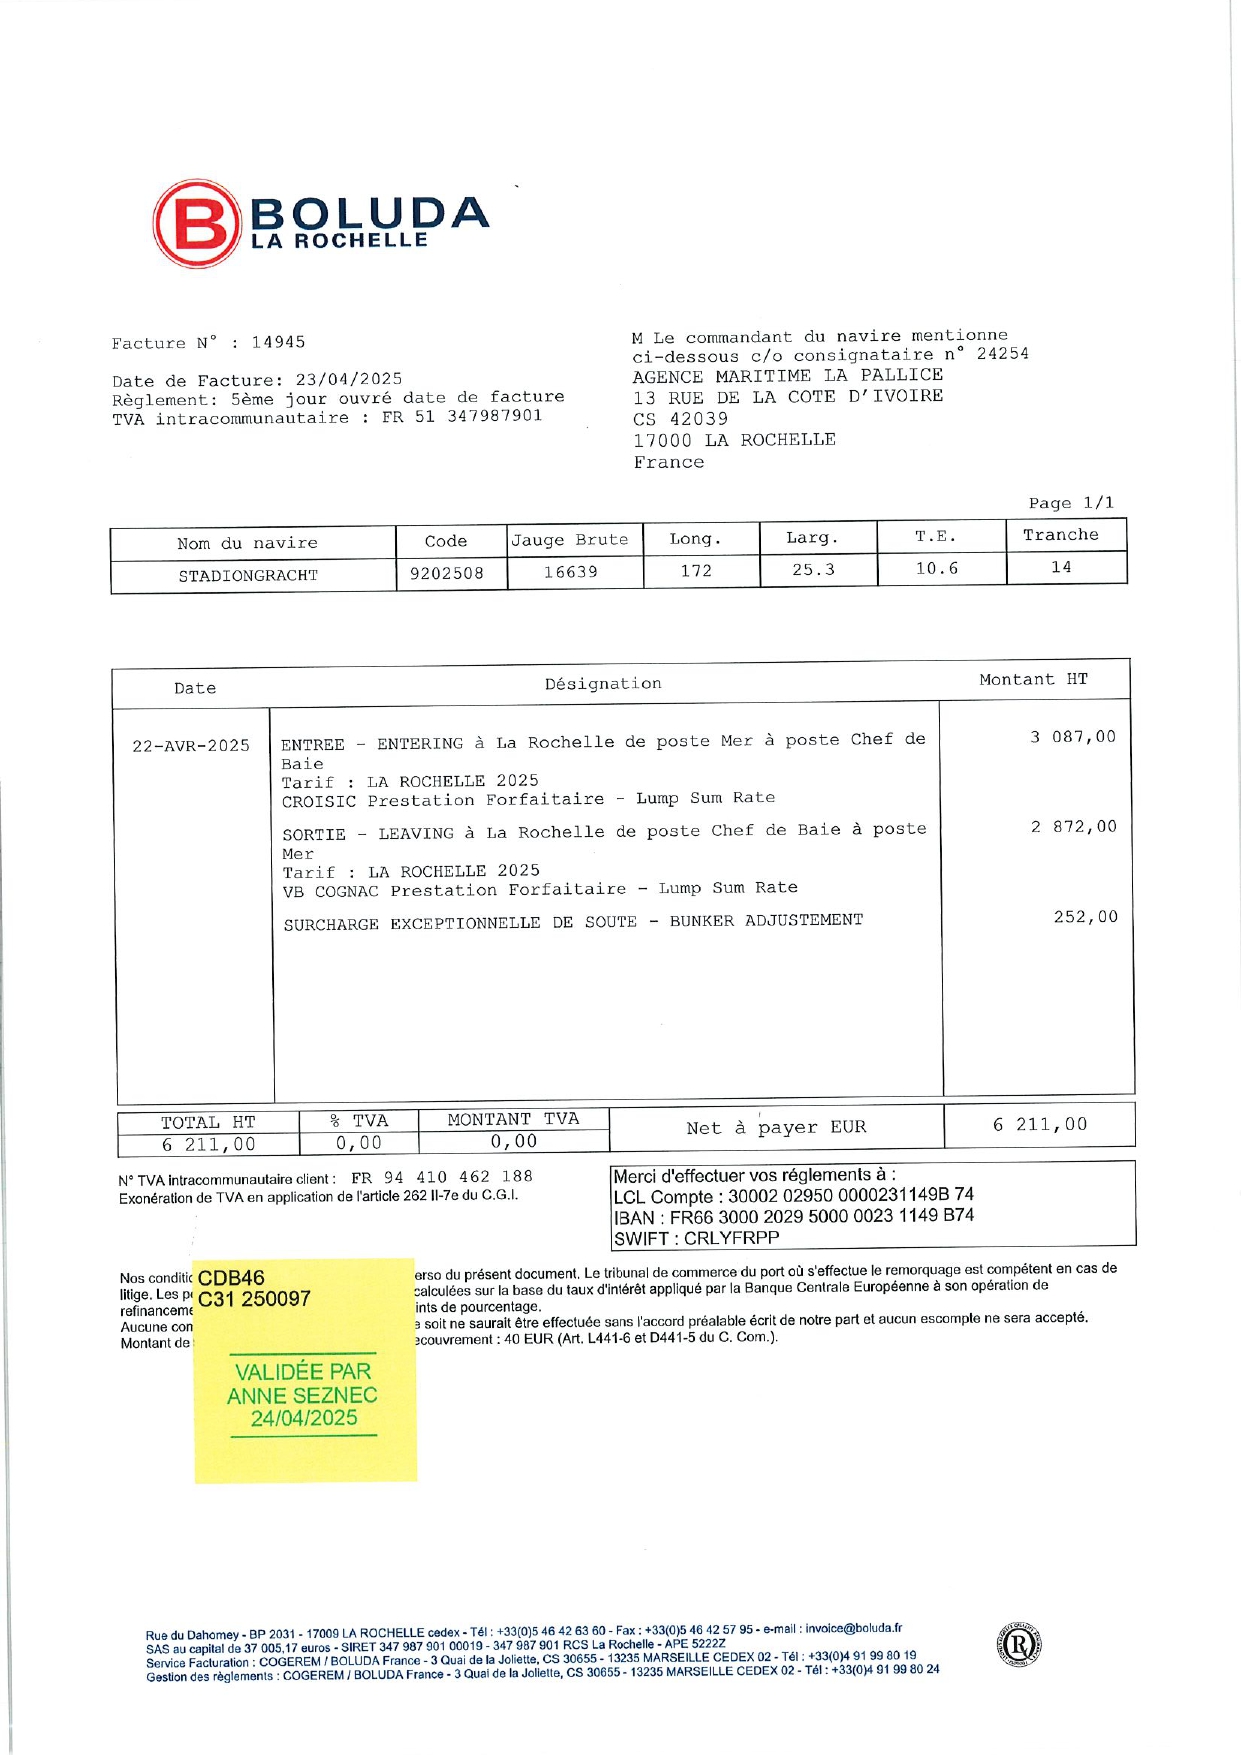 B BOLUDA
LA ROCHELLE
Facture N° : 14945
Date de Facture: 23/04/2025
Règlement: 5ème jour ouvré date de facture
TVA intracommunautaire : FR 51 347987901
M Le commandant du navire mentionne
ci-dessous c/o consignataire n° 24254
AGENCE MARITIME LA PALLICE
13 RUE DE LA COTE D'IVOIRE
CS 42039
17000 LA ROCHELLE
France
Page 1/1
Nom du navire Code Jauge Brute Long. Larg. T.E. Tranche
STADIONGRACHT 9202508 16639 172 25.3 10.6 14
Date Désignation Montant HT
22-AVR-2025 ENTREE - ENTERING à La Rochelle de poste Mer à poste Chef de 3 087,00
Baie
Tarif : LA ROCHELLE 2025
CROISIC Prestation Forfaitaire - Lump Sum Rate
SORTIE - LEAVING à La Rochelle de poste Chef de Baie à poste 2 872,00
Mer
Tarif : LA ROCHELLE 2025
VB COGNAC Prestation Forfaitaire - Lump Sum Rate
SURCHARGE EXCEPTIONNELLE DE SOUTE - BUNKER ADJUSTEMENT 252,00
TOTAL HT % TVA MONTANT TVA Net à payer EUR 6 211,00
6 211,00 0,00 0,00
N° TVA intracommunautaire client : FR 94 410 462 188
Exonération de TVA en application de l'article 262 II-7e du C.G.I.
Merci d'effectuer vos réglements à :
LCL Compte : 30002 02950 0000231149B 74
IBAN : FR66 3000 2029 5000 0023 1149 B74
SWIFT : CRLYFRPP
Nos conditic erso du présent document. Le tribunal de commerce du port où s'effectue le remorquage est compétent en cas de
litige. Les p calculées sur la base du taux d'intérêt appliqué par la Banque Centrale Européenne à son opération de
refinanceme ints de pourcentage.
Aucune con soit ne saurait être effectuée sans l'accord préalable écrit de notre part et aucun escompte ne sera accepté.
Montant de ecouvrement : 40 EUR (Art. L441-6 et D441-5 du C. Com.).
CDB46
C31 250097
VALIDÉE PAR
ANNE SEZNEC
24/04/2025
Rue du Dahomey - BP 2031 - 17009 LA ROCHELLE cedex - Tél : +33(0)5 46 42 63 60 - Fax : +33(0)5 46 42 57 95 - e-mail : invoice@boluda.fr
SAS au capital de 37 005,17 euros - SIRET 347 987 901 00019 - 347 987 901 RCS La Rochelle - APE 5222Z
Service Facturation : COGEREM / BOLUDA France - 3 Quai de la Joliette, CS 30655 - 13235 MARSEILLE CEDEX 02 - Tél : +33(0)4 91 99 80 19
Gestion des règlements : COGEREM / BOLUDA France - 3 Quai de la Joliette, CS 30655 - 13235 MARSEILLE CEDEX 02 - Tél : +33(0)4 91 99 80 24
R